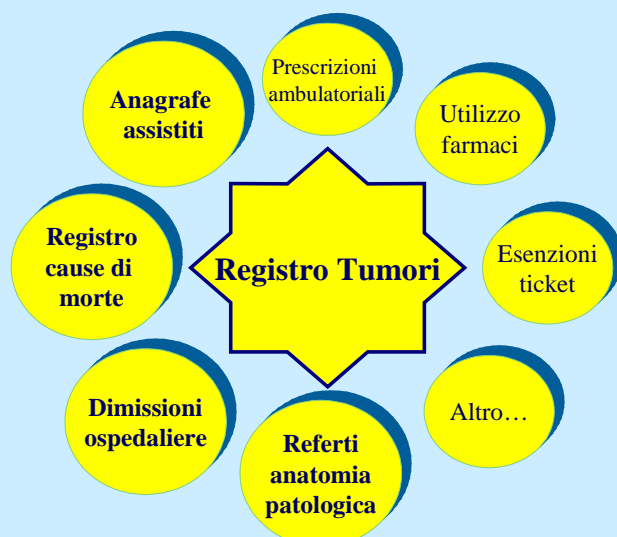 Prescrizioni
ambulatoriali
Anagrafe
assistiti
Utilizzo
farmaci
Registro
cause di
morte
Registro Tumori
Esenzioni
ticket
Dimissioni
ospedaliere
Altro…
Referti
anatomia
patologica